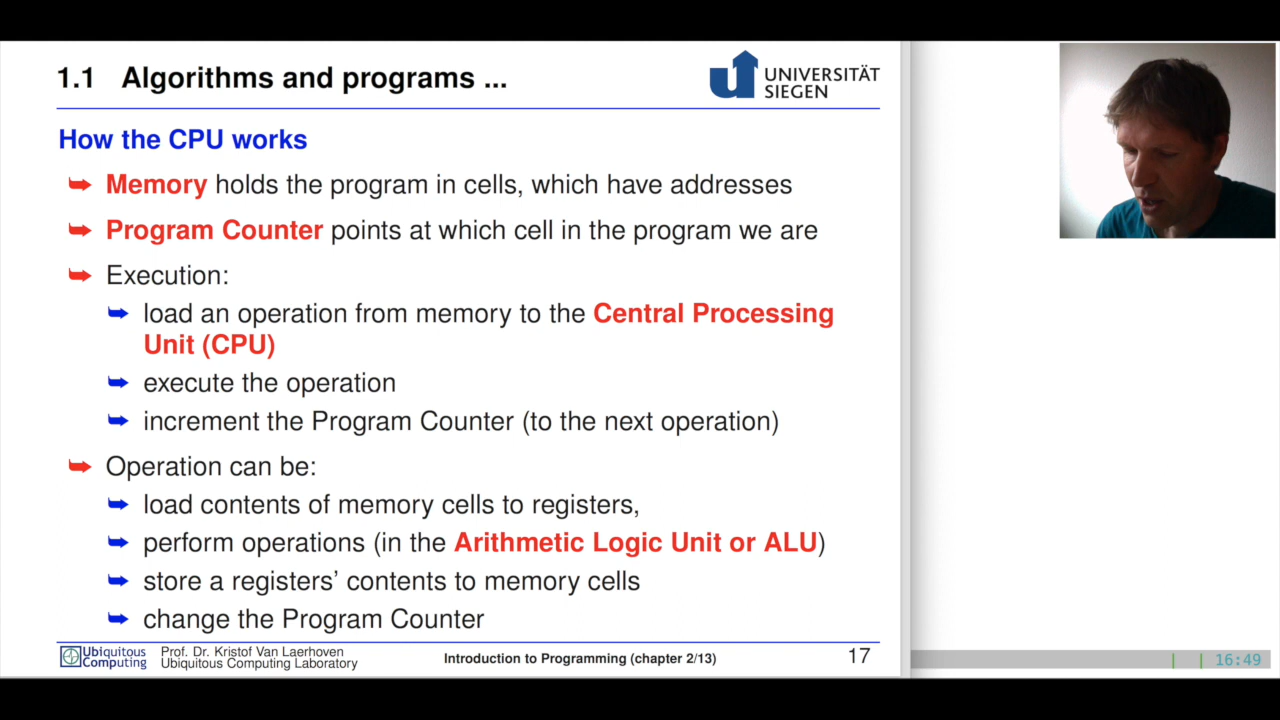 1.1 Algorithms and programs ...
UNIVERSITÄT
SIEGEN
How the CPU works
Memory holds the program in cells, which have addresses
Program Counter points at which cell in the program we are
Execution:
load an operation from memory to the Central Processing
Unit (CPU)
execute the operation
increment the Program Counter (to the next operation)
Operation can be:
load contents of memory cells to registers,
perform operations (in the Arithmetic Logic Unit or ALU)
store a registers’ contents to memory cells
change the Program Counter
Ubiquitous
Computing
Prof. Dr. Kristof Van Laerhoven
Ubiquitous Computing Laboratory
Introduction to Programming (chapter 2/13)
17
16:49